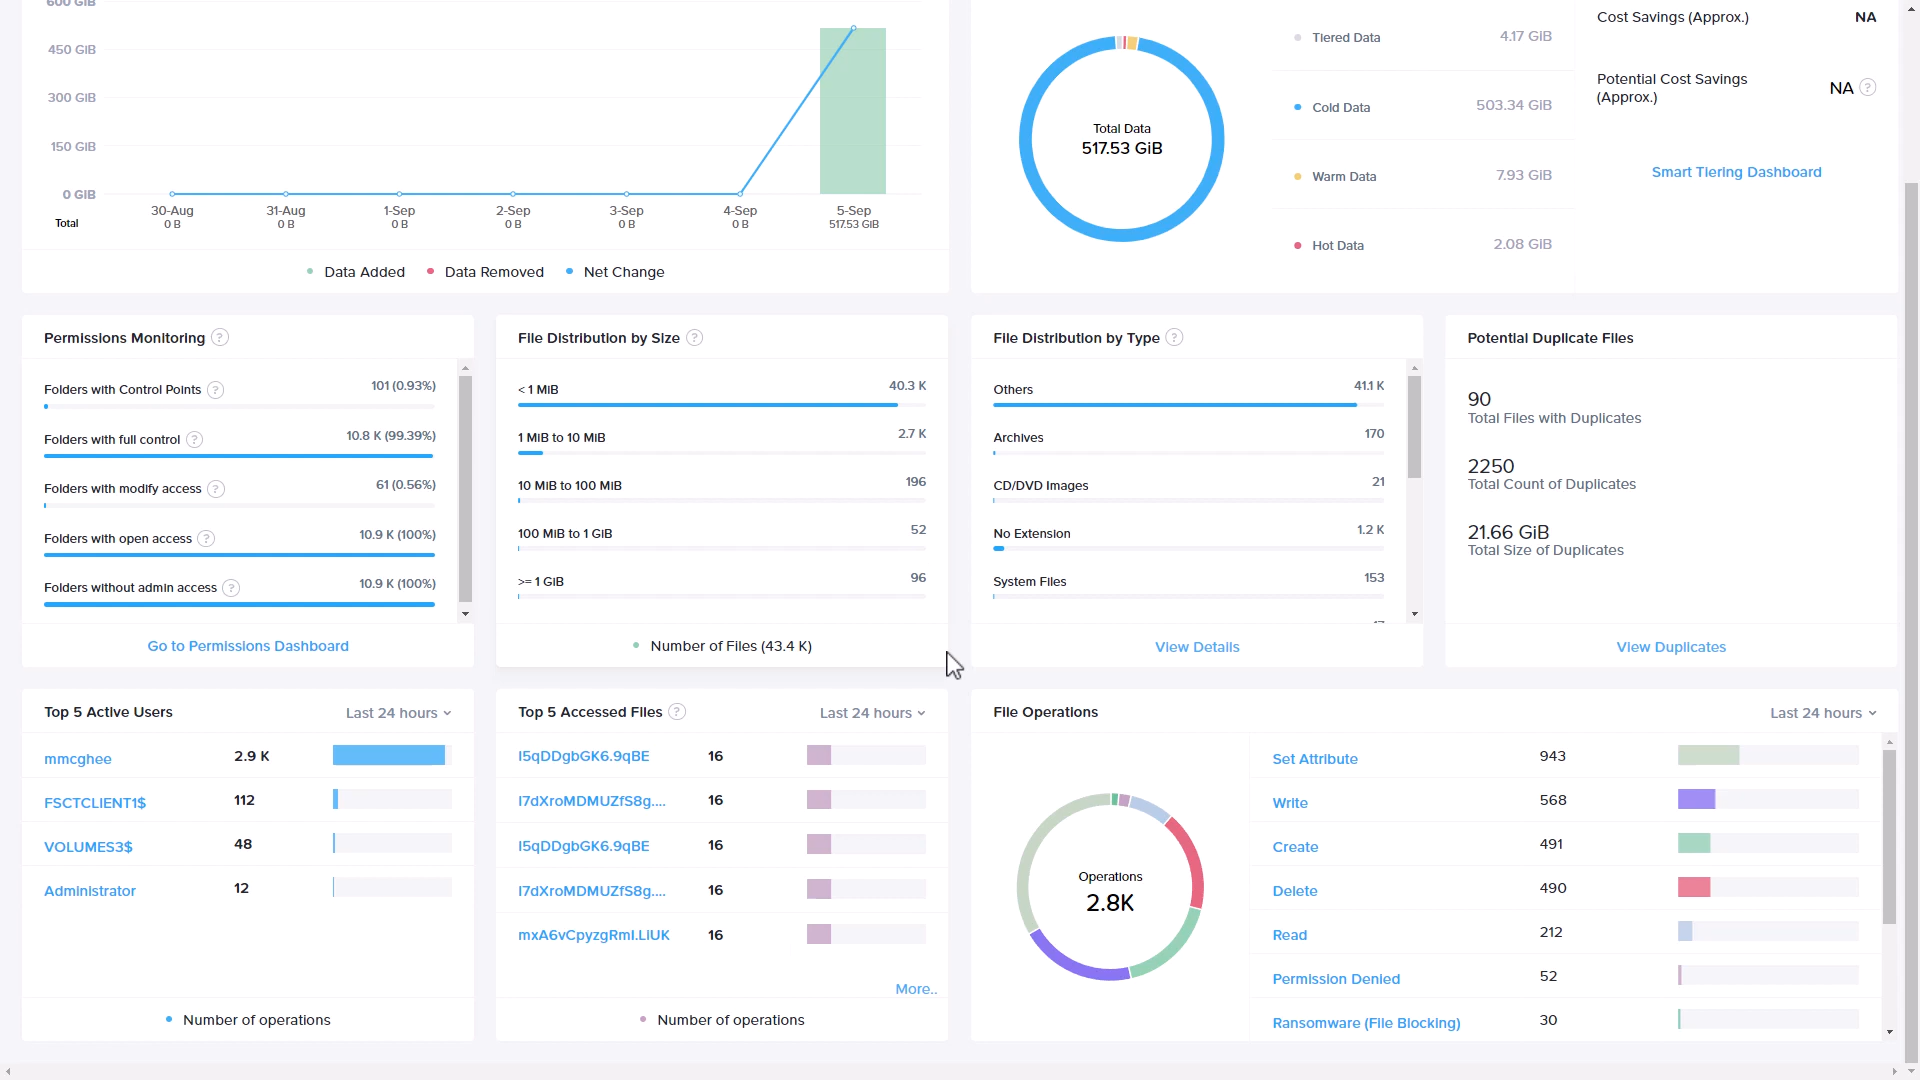 600 GiB
450 GiB
300 GiB
150 GiB
0 GiB
30-Aug 31-Aug 1-Sep 2-Sep 3-Sep 4-Sep 5-Sep
Total 0 B 0 B 0 B 0 B 0 B 0 B 517.53 GiB
Data Added Data Removed Net Change
Total Data
517.53 GiB
Tiered Data 4.17 GiB
Cold Data 503.34 GiB
Warm Data 7.93 GiB
Hot Data 2.08 GiB
Cost Savings (Approx.) NA
Potential Cost Savings
(Approx.) NA ?
Smart Tiering Dashboard
Permissions Monitoring ?
Folders with Control Points ? 101 (0.93%)
Folders with full control ? 10.8 K (99.39%)
Folders with modify access ? 61 (0.56%)
Folders with open access ? 10.9 K (100%)
Folders without admin access ? 10.9 K (100%)
Go to Permissions Dashboard
File Distribution by Size ?
< 1 MiB 40.3 K
1 MiB to 10 MiB 2.7 K
10 MiB to 100 MiB 196
100 MiB to 1 GiB 52
>= 1 GiB 96
Number of Files (43.4 K)
File Distribution by Type ?
Others 41.1 K
Archives 170
CD/DVD Images 21
No Extension 1.2 K
System Files 153
View Details
Potential Duplicate Files
90
Total Files with Duplicates
2250
Total Count of Duplicates
21.66 GiB
Total Size of Duplicates
View Duplicates
Top 5 Active Users Last 24 hours
mmcghee 2.9 K
FSCTCLIENT1$ 112
VOLUMES3$ 48
Administrator 12
Number of operations
Top 5 Accessed Files ? Last 24 hours
I5qDDgbGK6.9qBE 16
I7dXroMDMUZfS8g.... 16
I5qDDgbGK6.9qBE 16
I7dXroMDMUZfS8g.... 16
mxA6vCpyzgRmI.LIUK 16
More..
Number of operations
File Operations Last 24 hours
Operations
2.8K
Set Attribute 943
Write 568
Create 491
Delete 490
Read 212
Permission Denied 52
Ransomware (File Blocking) 30